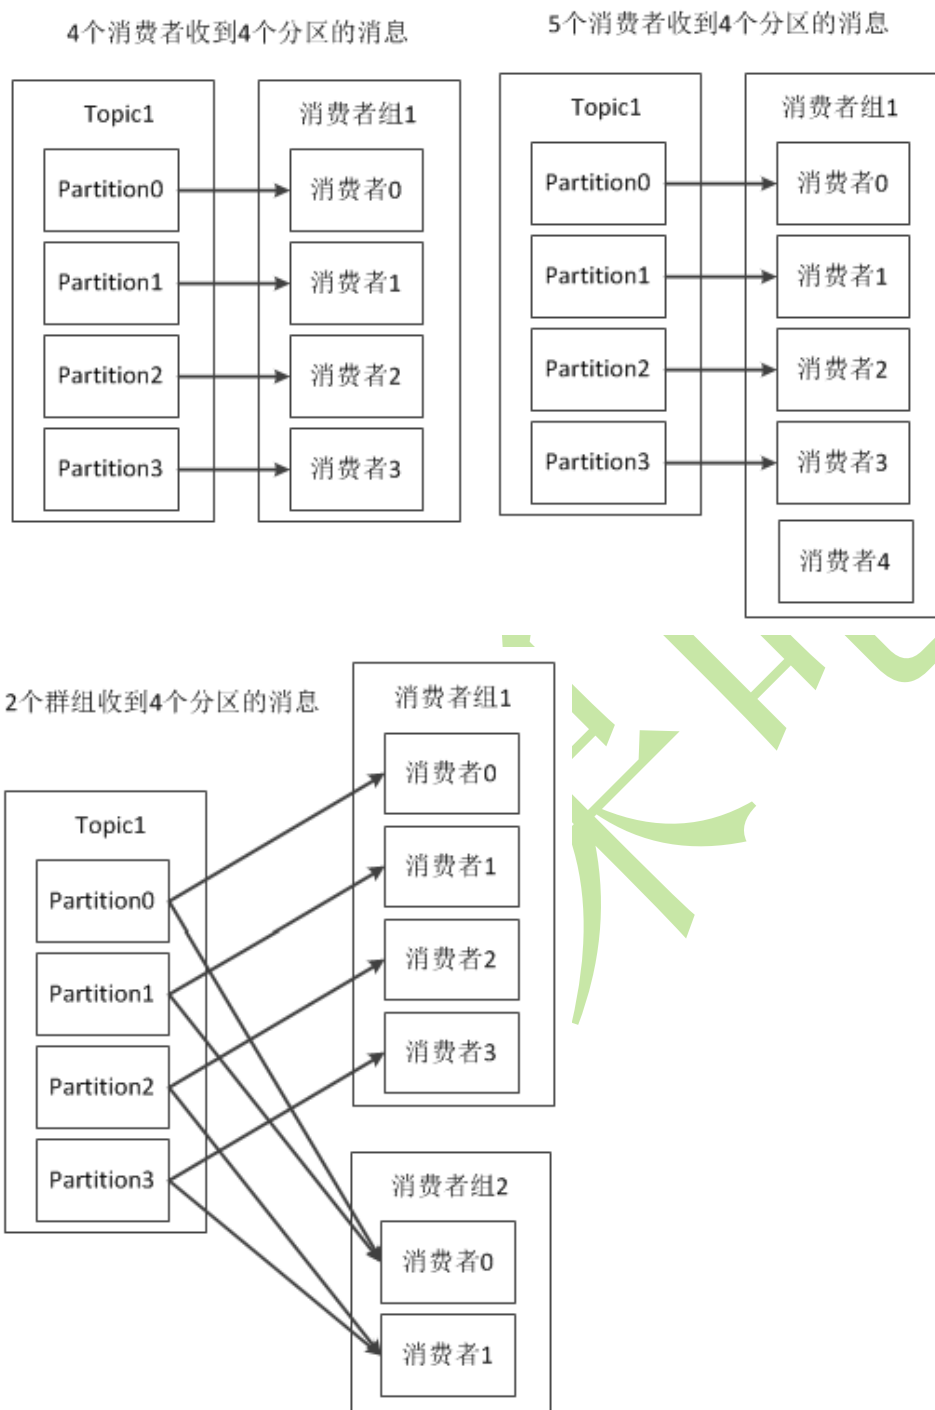 4个消费者收到4个分区的消息
Topic1
Partition0
Partition1
Partition2
Partition3
消费者组1
消费者0
消费者1
消费者2
消费者3
5个消费者收到4个分区的消息
Topic1
Partition0
Partition1
Partition2
Partition3
消费者组1
消费者0
消费者1
消费者2
消费者3
消费者4
2个群组收到4个分区的消息
Topic1
Partition0
Partition1
Partition2
Partition3
消费者组1
消费者0
消费者1
消费者2
消费者3
消费者组2
消费者0
消费者1